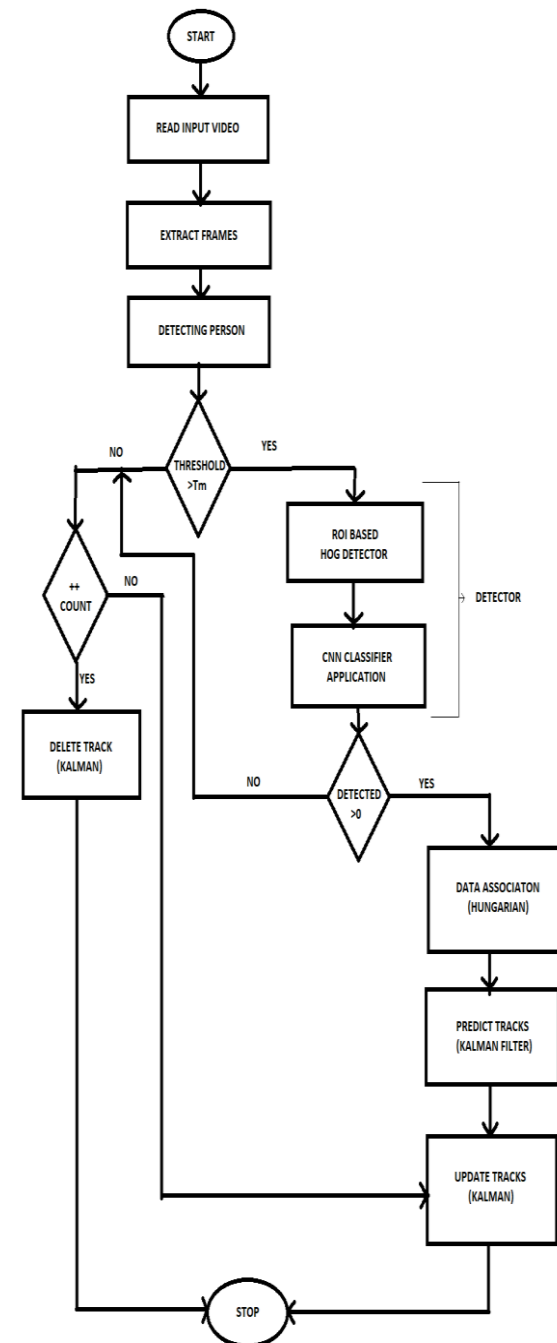 START
READ INPUT VIDEO
EXTRACT FRAMES
DETECTING PERSON
NO
YES
THRESHOLD
>Tm
ROI BASED
HOG DETECTOR
++
COUNT
NO
DETECTOR
CNN CLASSIFIER
APPLICATION
YES
DELETE TRACK
(KALMAN)
NO
DETECTED
>0
YES
DATA ASSOCIATON
(HUNGARIAN)
PREDICT TRACKS
(KALMAN FILTER)
UPDATE TRACKS
(KALMAN)
STOP